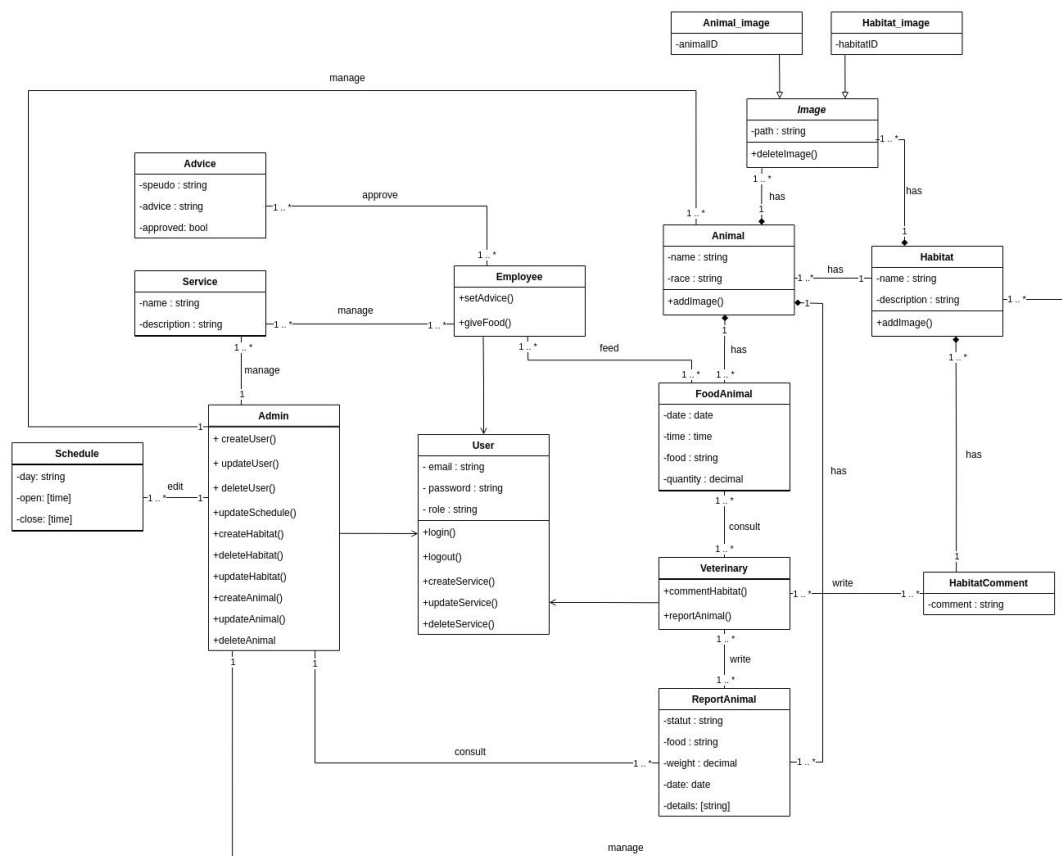 Animal_image
-animalID
Habitat_image
-habitatID
manage
Image
-path : string
+deleteImage()
1 .. *
1 .. *
has
has
1
1
Advice
-speudo : string
-advice : string
-approved: bool
1 .. *
approve
1 .. *
1 .. *
Animal
-name : string
-race : string
+addImage()
1 .. *
has
1
1
1
Habitat
-name : string
-description : string
+addImage()
1 .. *
1 .. *
Service
-name : string
-description : string
1 .. *
manage
1 .. *
1 .. *
manage
1
Employee
+setAdvice()
+giveFood()
1 .. *
feed
1 .. *
has
1 .. *
FoodAnimal
-date : date
-time : time
-food : string
-quantity : decimal
1 .. *
consult
1 .. *
has
has
1
1
Admin
+ createUser()
+ updateUser()
+ deleteUser()
+updateSchedule()
+createHabitat()
+deleteHabitat()
+updateHabitat()
+createAnimal()
+updateAnimal()
+deleteAnimal
1
1
1
Schedule
-day: string
-open: [time]
-close: [time]
1 .. *
edit
User
- email : string
- password : string
- role : string
+login()
+logout()
+createService()
+updateService()
+deleteService()
Veterinary
+commentHabitat()
+reportAnimal()
1 .. *
write
1 .. *
HabitatComment
-comment : string
1 .. *
write
1 .. *
ReportAnimal
-statut : string
-food : string
-weight : decimal
-date: date
-details: [string]
consult
1 .. *
1 .. *
manage